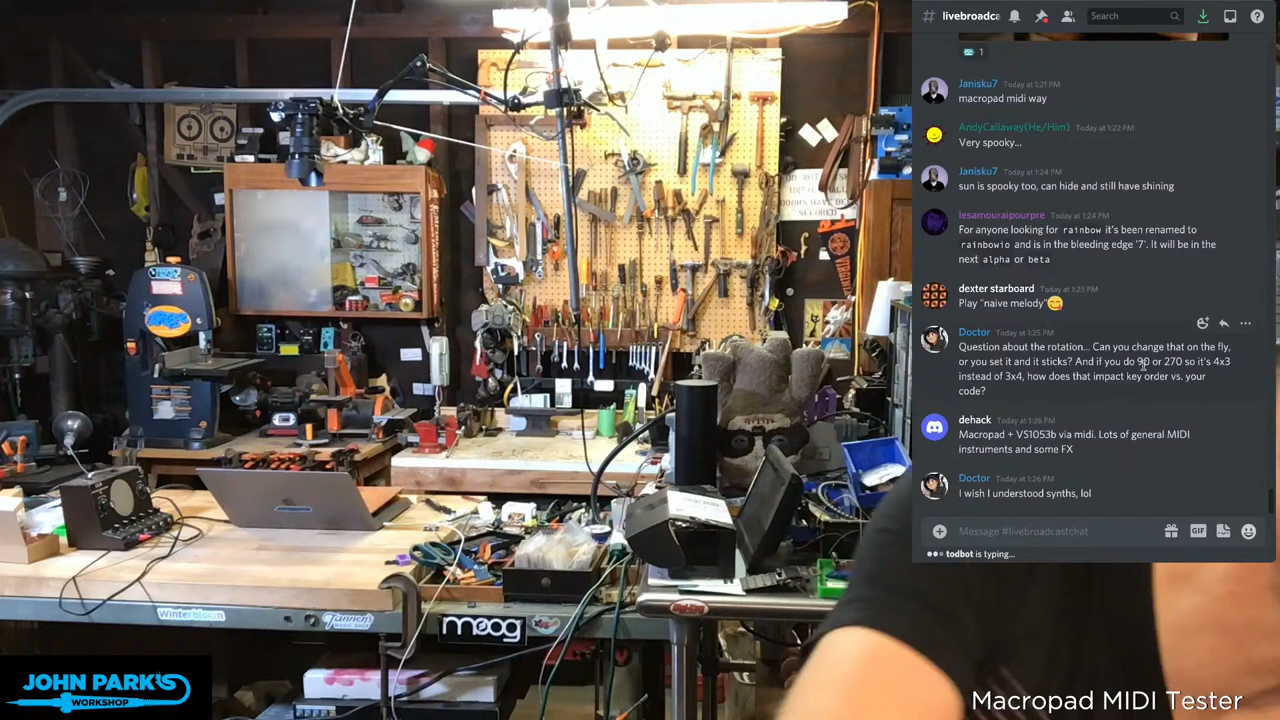 # livebroadca
Search
1
Janisku7 Today at 1:21 PM
macropad midi way
AndyCallaway(He/Him) Today at 1:22 PM
Very spooky...
Janisku7 Today at 1:24 PM
sun is spooky too, can hide and still have shining
lesamouraipourpre Today at 1:24 PM
For anyone looking for rainbow it's been renamed to
rainbowio and is in the bleeding edge '7'. It will be in the
next alpha or beta
dexter starboard Today at 1:25 PM
Play "naive melody"😋
Doctor Today at 1:25 PM
Question about the rotation... Can you change that on the fly,
or you set it and it sticks? And if you do 90 or 270 so it's 4x3
instead of 3x4, how does that impact key order vs. your
code?
dehack Today at 1:26 PM
Macropad + VS1053b via midi. Lots of general MIDI
instruments and some FX
Doctor Today at 1:26 PM
I wish I understood synths, lol
Message #livebroadcastchat
GIF
todbot is typing...
VIRGINIA
Winterbloom
Tannen's
MAGIC SHOP
moog
JOHN PARK'S
WORKSHOP
Macropad MIDI Tester